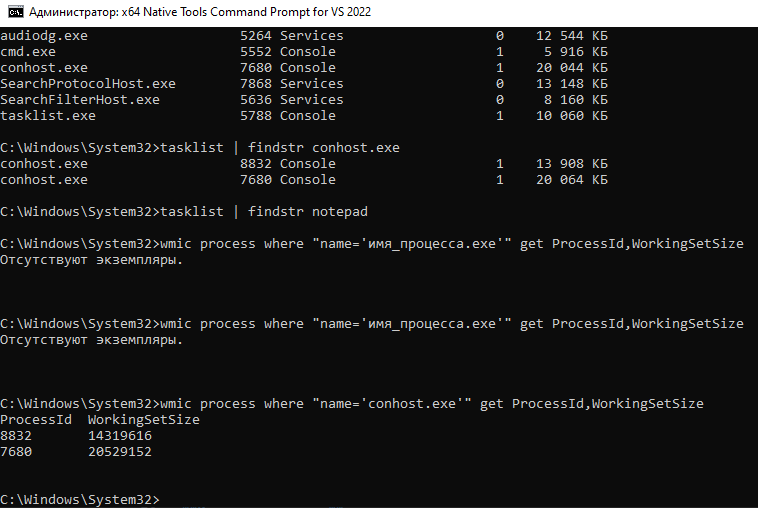 Администратор: x64 Native Tools Command Prompt for VS 2022
audiodg.exe 5264 Services 0 12 544 КБ
cmd.exe 5552 Console 1 5 916 КБ
conhost.exe 7680 Console 1 20 044 КБ
SearchProtocolHost.exe 7868 Services 0 13 148 КБ
SearchFilterHost.exe 5636 Services 0 8 160 КБ
tasklist.exe 5788 Console 1 10 060 КБ
C:\Windows\System32>tasklist | findstr conhost.exe
conhost.exe 8832 Console 1 13 908 КБ
conhost.exe 7680 Console 1 20 064 КБ
C:\Windows\System32>tasklist | findstr notepad
C:\Windows\System32>wmic process where "name='имя_процесса.exe'" get ProcessId,WorkingSetSize
Отсутствуют экземпляры.
C:\Windows\System32>wmic process where "name='имя_процесса.exe'" get ProcessId,WorkingSetSize
Отсутствуют экземпляры.
C:\Windows\System32>wmic process where "name='conhost.exe'" get ProcessId,WorkingSetSize
ProcessId WorkingSetSize
8832 14319616
7680 20529152
C:\Windows\System32>